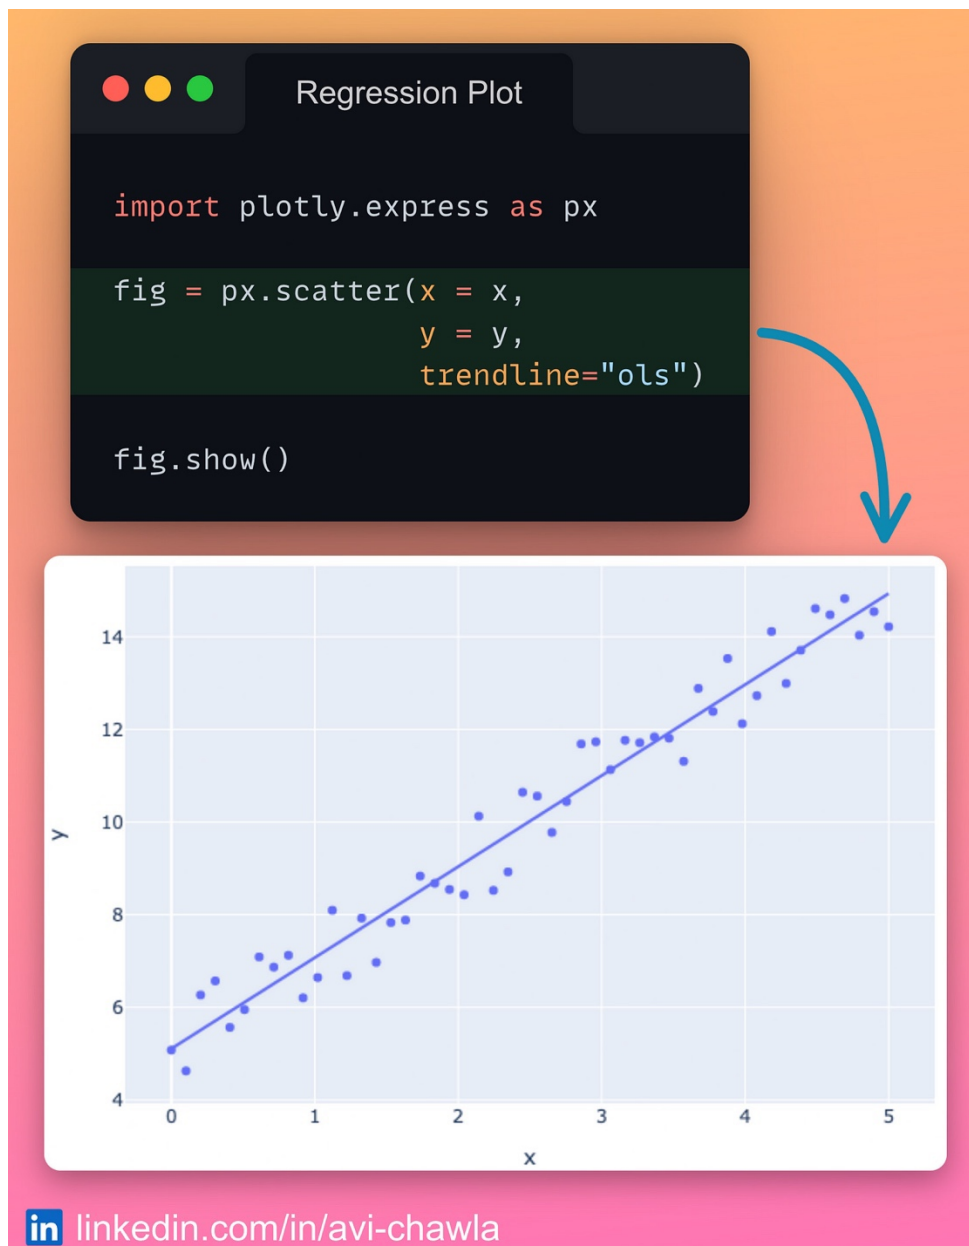 Regression Plot
import plotly.express as px
fig = px.scatter(x = x,
y = y,
trendline="ols")
fig.show()
14
12
10
8
6
4
y
0 1 2 3 4 5
x
in linkedin.com/in/avi-chawla